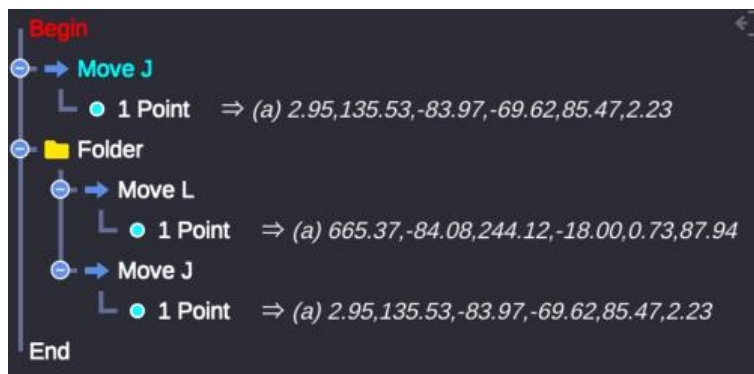 Begin
Move J
1 Point ⇒ (a) 2.95,135.53,-83.97,-69.62,85.47,2.23
Folder
Move L
1 Point ⇒ (a) 665.37,-84.08,244.12,-18.00,0.73,87.94
Move J
1 Point ⇒ (a) 2.95,135.53,-83.97,-69.62,85.47,2.23
End